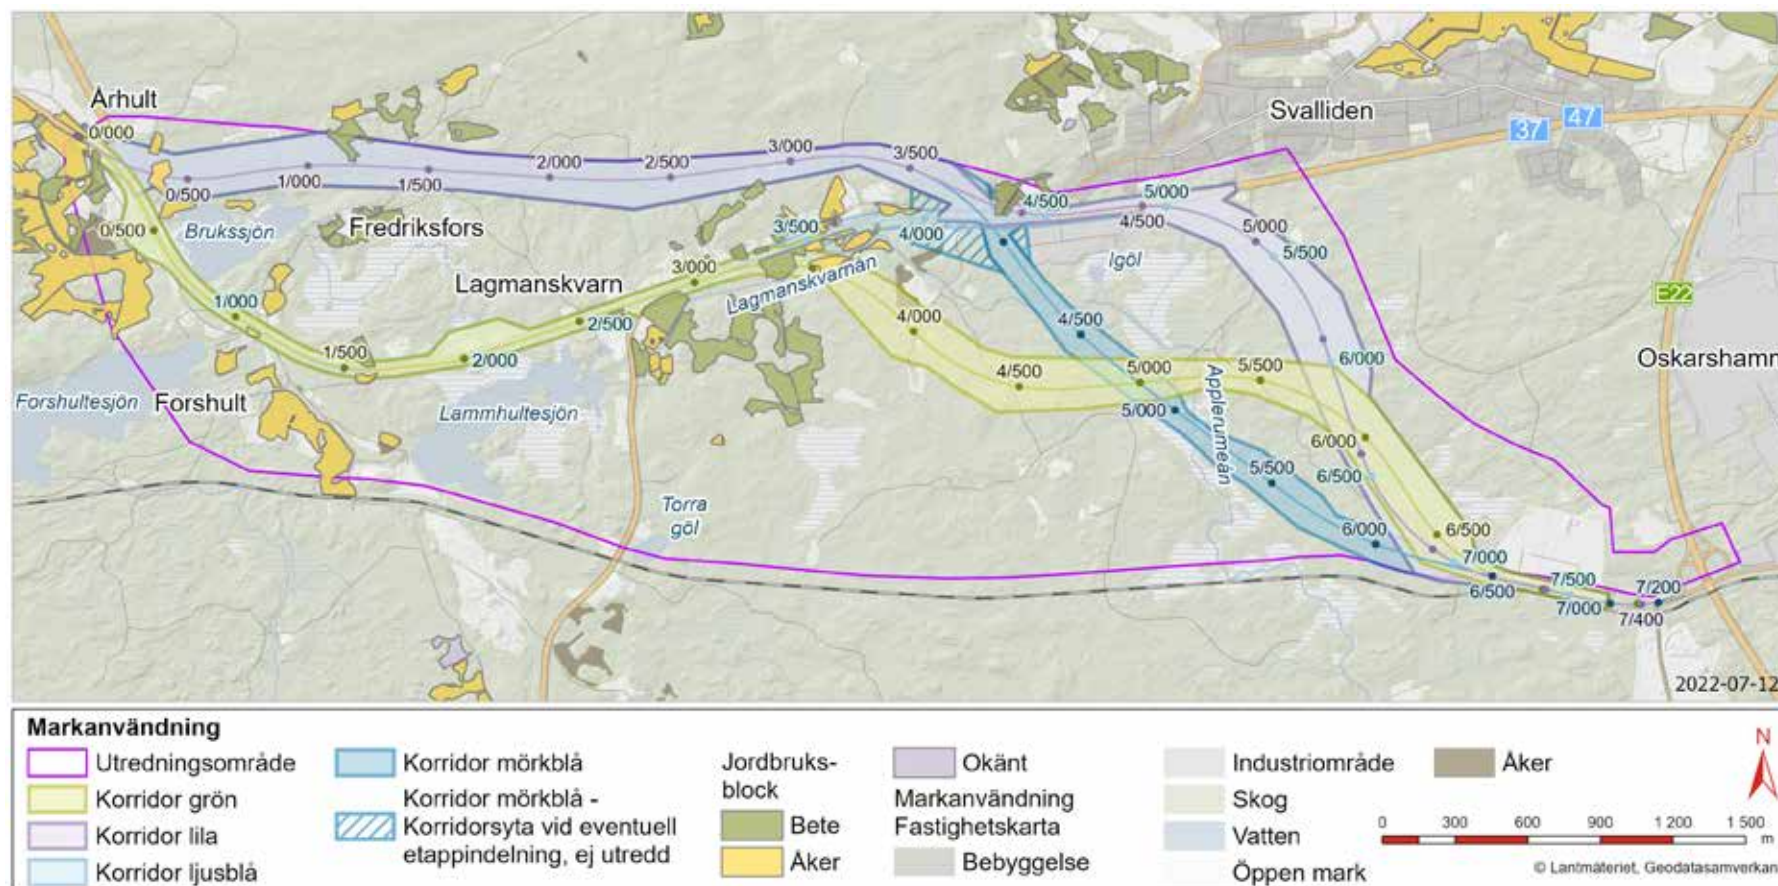 Århult
0/000
Svalliden
37
47
3/000
3/500
2/000
2/500
0/500
1/000
1/500
4/500
5/000
4/500
5/000
5/500
0/500
Brukssjön
Fredriksfors
3/500
4/000
Igöl
3/000
Lagmanskvarn
Lagmanskvarnån
E22
1/000
2/500
4/000
4/500
6/000
Oskarshamn
1/500
2/000
4/500
5/000
5/500
Forshultesjön
Forshult
Lammhultesjön
5/000
Applerumeån
6/000
5/500
6/500
Torra
göl
6/000
6/500
7/000
7/500
7/200
6/500
7/000
7/400
2022-07-12
Markanvändning
Utredningsområde
Korridor grön
Korridor lila
Korridor ljusblå
Korridor mörkblå
Korridor mörkblå -
Korridorsyta vid eventuell
etappindelning, ej utredd
Jordbruks-
block
Bete
Åker
Okänt
Markanvändning
Fastighetskarta
Bebyggelse
Industriområde
Skog
Vatten
Öppen mark
Åker
N
0 300 600 900 1 200 1 500
m
© Lantmäteriet, Geodatasamverkan